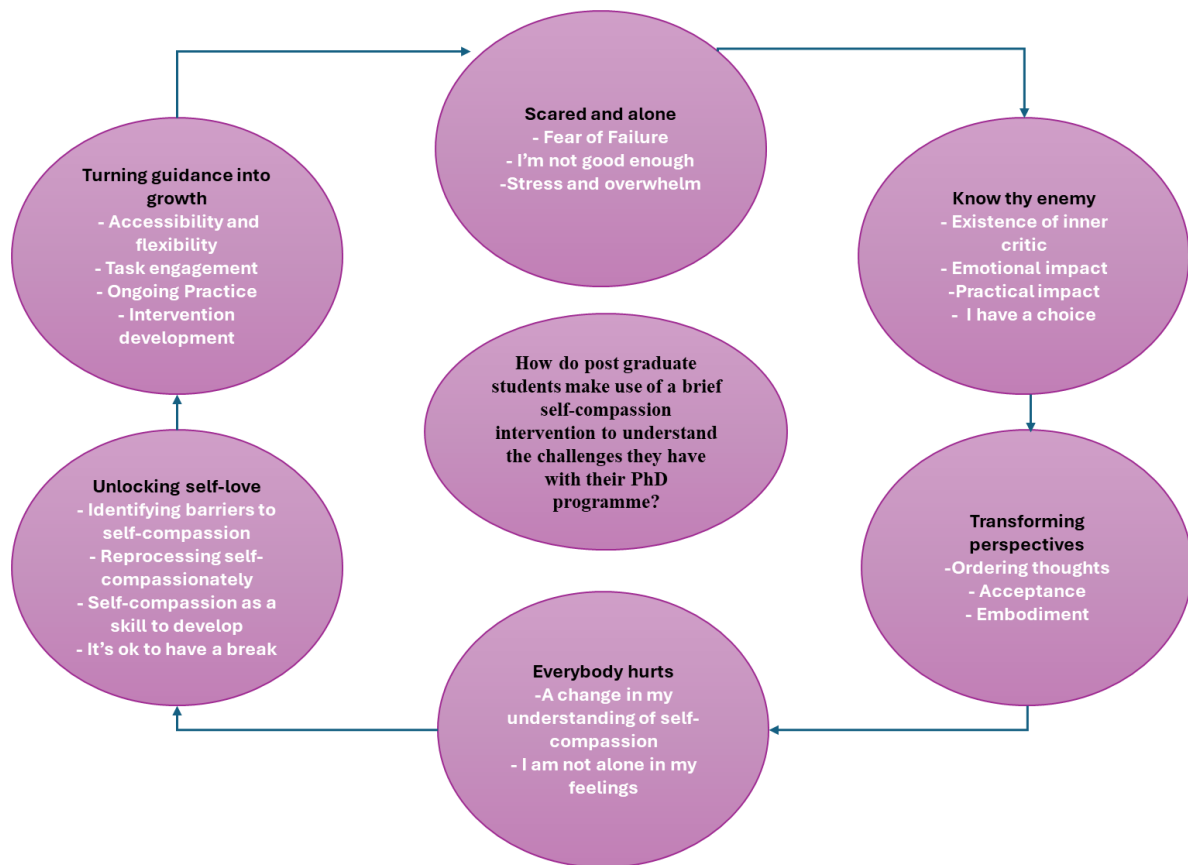 Scared and alone
- Fear of Failure
- I'm not good enough
-Stress and overwhelm
Know thy enemy
- Existence of inner
critic
- Emotional impact
-Practical impact
- I have a choice
Transforming
perspectives
-Ordering thoughts
- Acceptance
- Embodiment
Everybody hurts
-A change in my
understanding of self-
compassion
- I am not alone in my
feelings
Unlocking self-love
- Identifying barriers to
self-compassion
- Reprocessing self-
compassionately
- Self-compassion as a
skill to develop
- It's ok to have a break
Turning guidance into
growth
- Accessibility and
flexibility
- Task engagement
- Ongoing Practice
- Intervention
development
How do post graduate
students make use of a brief
self-compassion
intervention to understand
the challenges they have
with their PhD
programme?